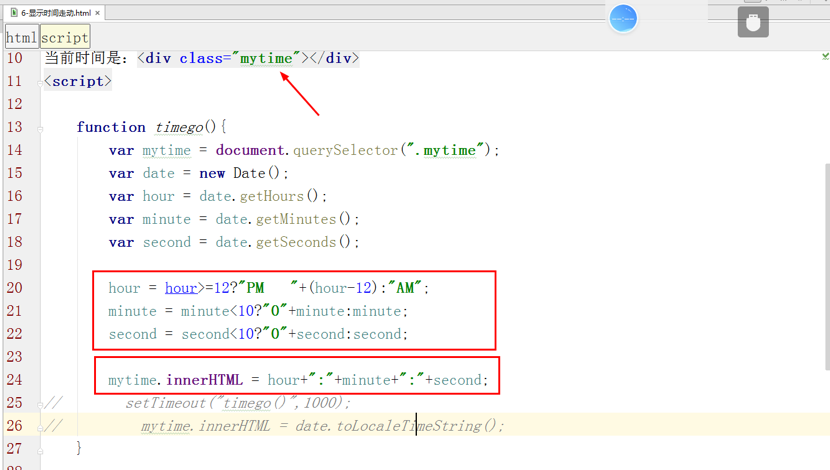 6-显示时间走动.html ×
html script
10 当前时间是: <div class="mytime"></div>
11 <script>
12
13 function timego(){
14 var mytime = document.querySelector(".mytime");
15 var date = new Date();
16 var hour = date.getHours();
17 var minute = date.getMinutes();
18 var second = date.getSeconds();
19
20 hour = hour>=12?"PM   "+(hour-12):"AM";
21 minute = minute<10?"0"+minute:minute;
22 second = second<10?"0"+second:second;
23
24 mytime.innerHTML = hour+":"+minute+":"+second;
25 // setTimeout("timego()",1000);
26 // mytime.innerHTML = date.toLocaleTimeString();
27 }